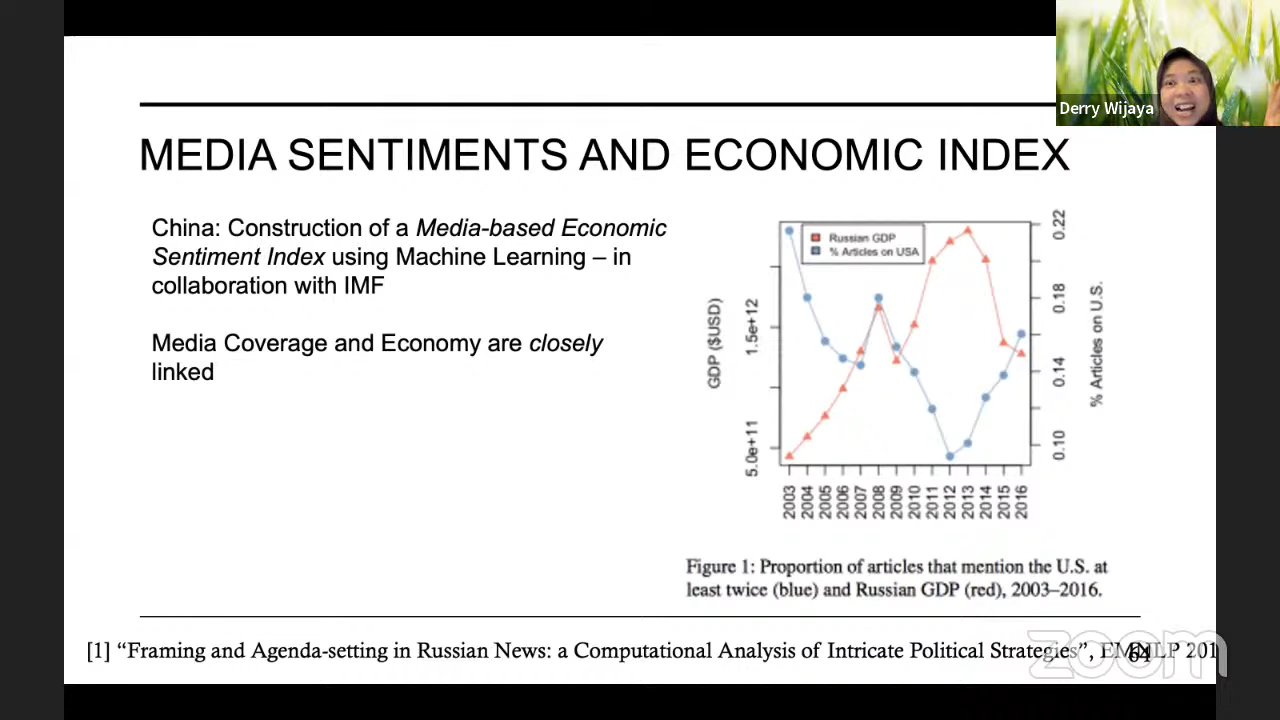 Derry Wijaya
MEDIA SENTIMENTS AND ECONOMIC INDEX
China: Construction of a Media-based Economic
Sentiment Index using Machine Learning – in
collaboration with IMF
Media Coverage and Economy are closely
linked
Russian GDP
% Articles on USA
GDP ($USD)
5.0e+11
1.5e+12
0.22
0.18
0.14
0.10
% Articles on U.S.
2003 2004 2005 2006 2007 2008 2009 2010 2011 2012 2013 2014 2015 2016
Figure 1: Proportion of articles that mention the U.S. at
least twice (blue) and Russian GDP (red), 2003–2016.
[1] “Framing and Agenda-setting in Russian News: a Computational Analysis of Intricate Political Strategies”, EMNLP 201
64
zoom